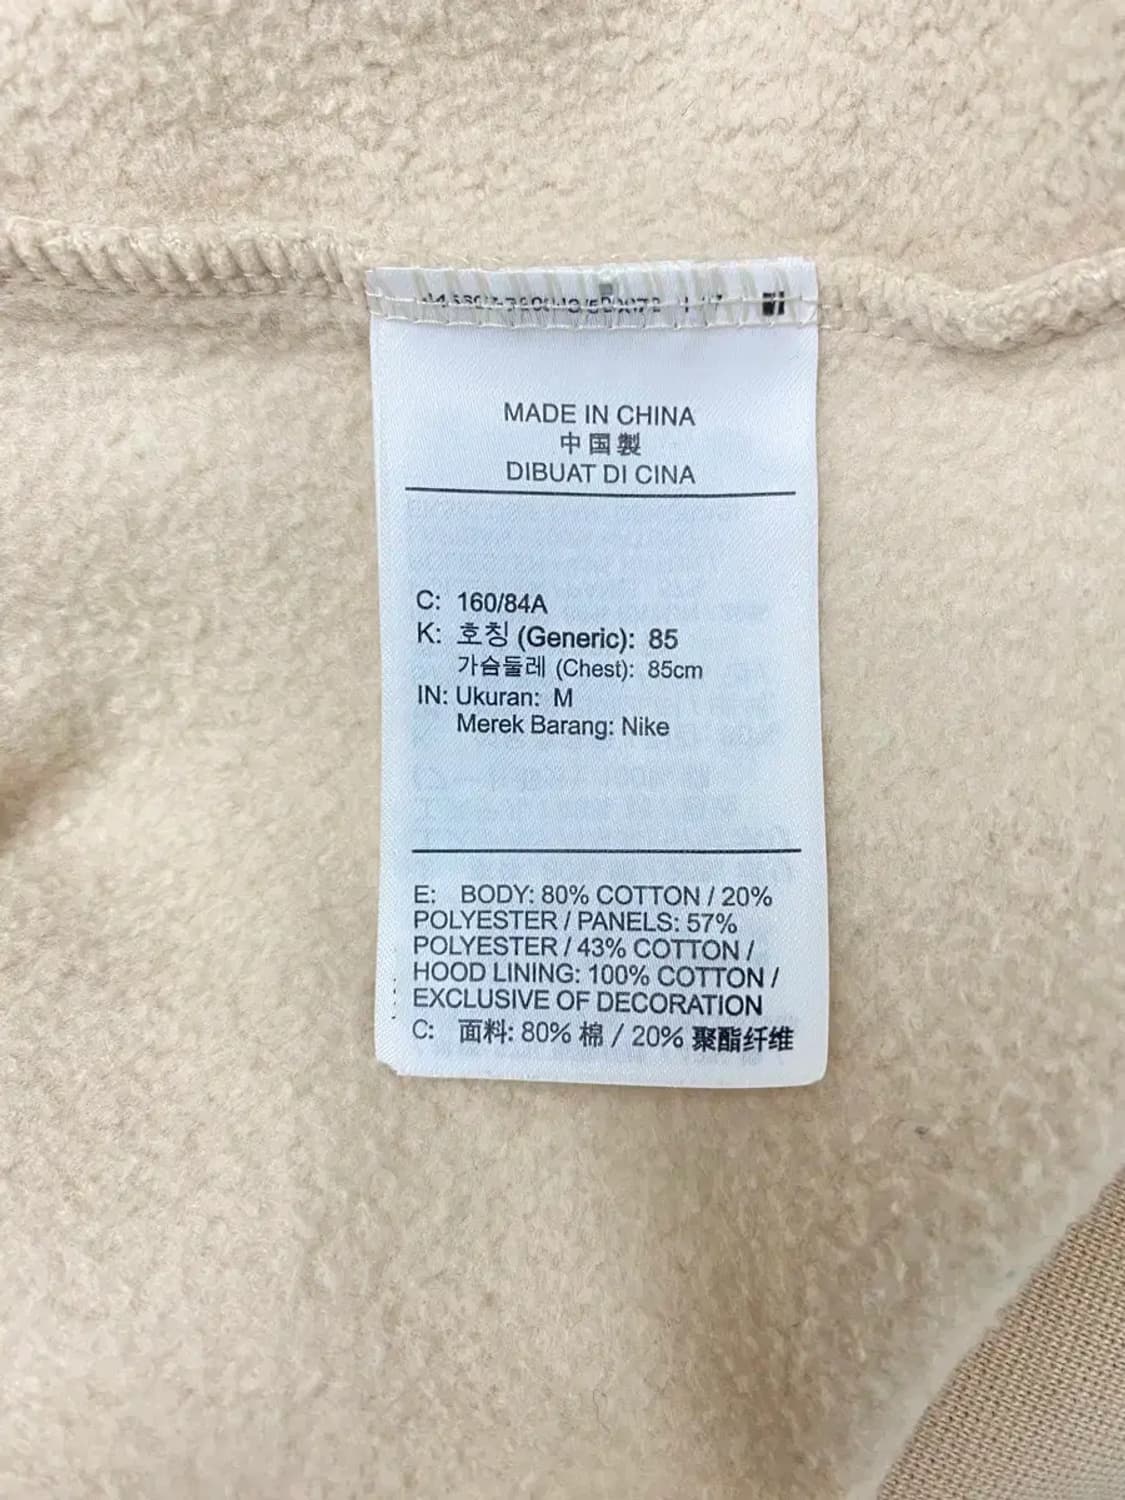 MADE IN CHINA
中国製
DIBUAT DI CINA
C: 160/84A
K: 호칭 (Generic): 85
가슴둘레 (Chest): 85cm
IN: Ukuran: M
Merek Barang: Nike
E: BODY: 80% COTTON / 20%
POLYESTER / PANELS: 57%
POLYESTER / 43% COTTON /
HOOD LINING: 100% COTTON /
EXCLUSIVE OF DECORATION
C: 面料: 80% 棉 / 20% 聚酯纤维